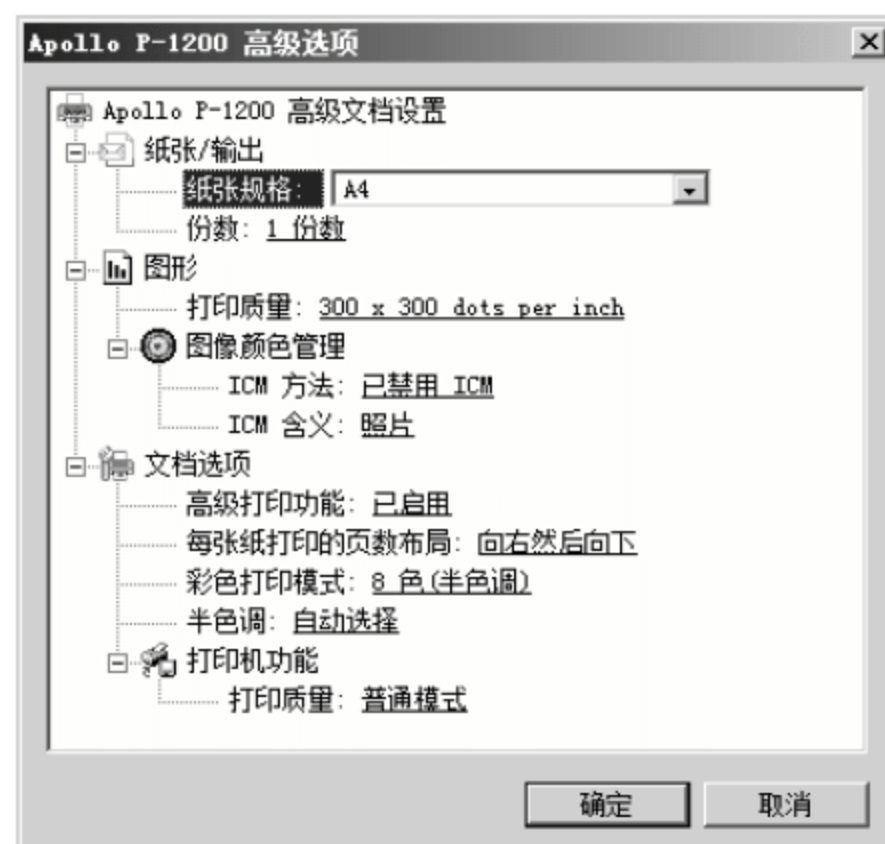 Apollo P-1200 高级选项
Apollo P-1200 高级文档设置
纸张/输出
纸张规格: A4
份数: 1 份数
图形
打印质量: 300 x 300 dots per inch
图像颜色管理
ICM 方法: 已禁用 ICM
ICM 含义: 照片
文档选项
高级打印功能: 已启用
每张纸打印的页数布局: 向右然后向下
彩色打印模式: 8 色(半色调)
半色调: 自动选择
打印机功能
打印质量: 普通模式
确定 取消